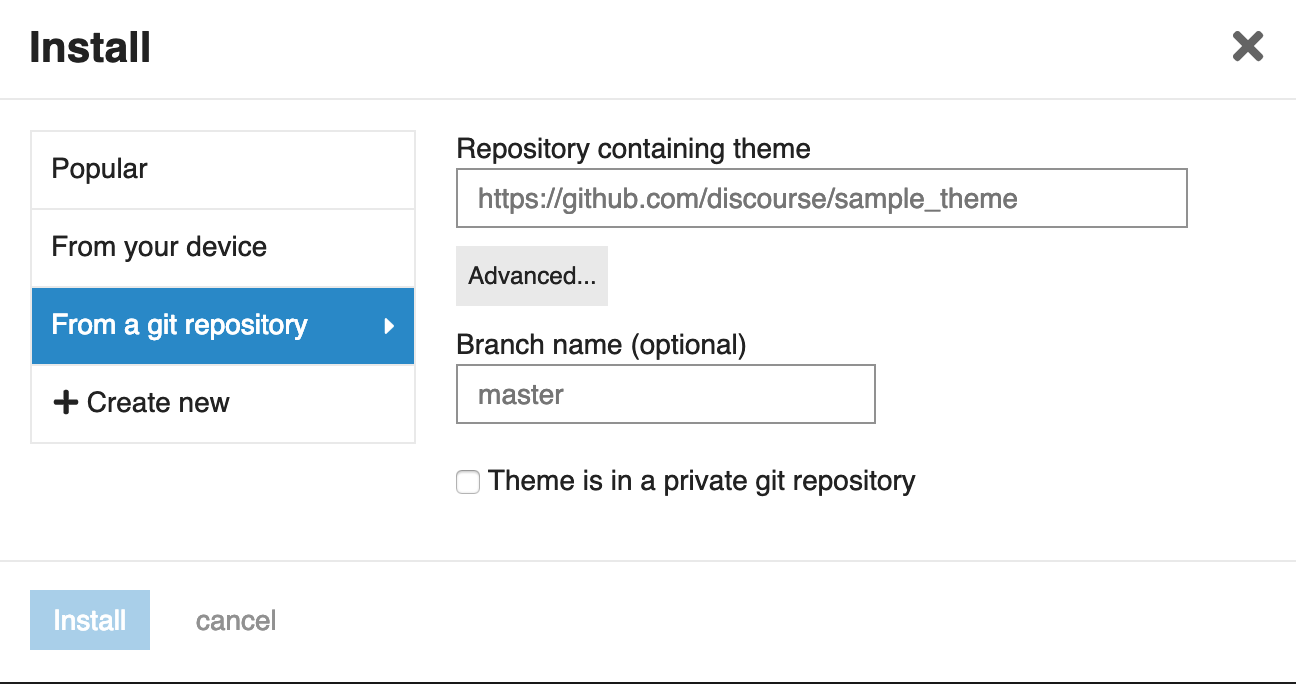 Install
Popular
From your device
From a git repository
Create new
Repository containing theme
https://github.com/discourse/sample_theme
Advanced...
Branch name (optional)
master
Theme is in a private git repository
Install
cancel